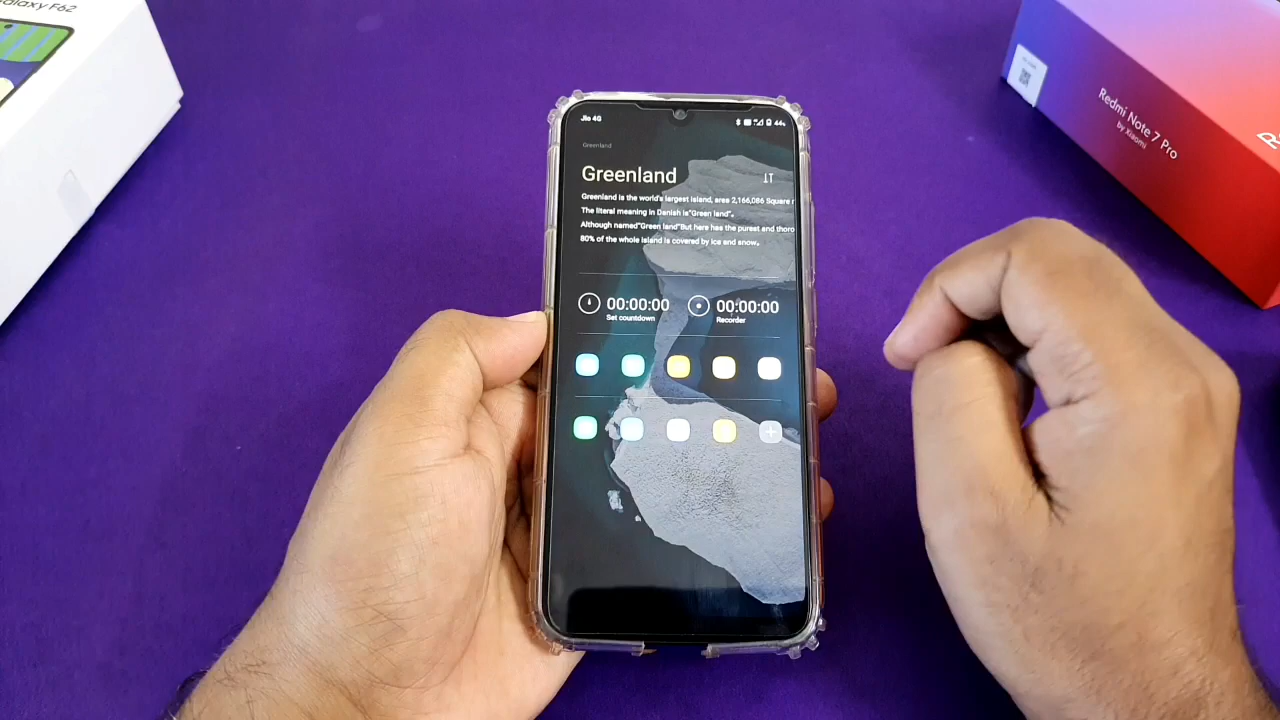 Galaxy F62
Redmi Note 7 Pro
by Xiaomi
Jio 4G
44%
Greenland
Greenland
Greenland is the world's largest island, area 2,166,086 Square
The literal meaning in Danish is"Green land".
Although named"Green land"But here has the purest and thoro
80% of the whole island is covered by ice and snow.
00:00:00
Set countdown
00:00:00
Recorder